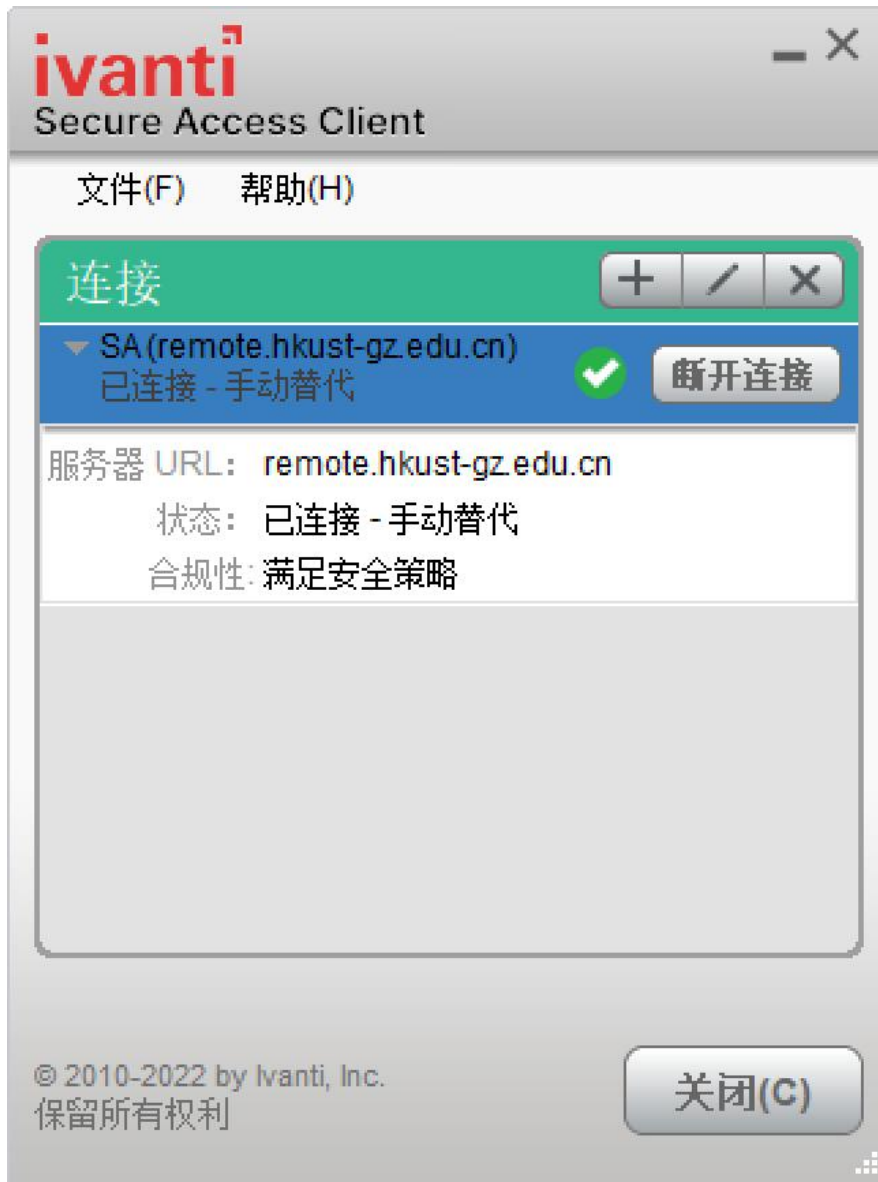 ivanti
Secure Access Client
文件(F) 帮助(H)
连接
SA (remote.hkust-gz.edu.cn)
已连接 - 手动替代
断开连接
服务器 URL: remote.hkust-gz.edu.cn
状态: 已连接 - 手动替代
合规性: 满足安全策略
© 2010-2022 by Ivanti, Inc.
保留所有权利
关闭(C)